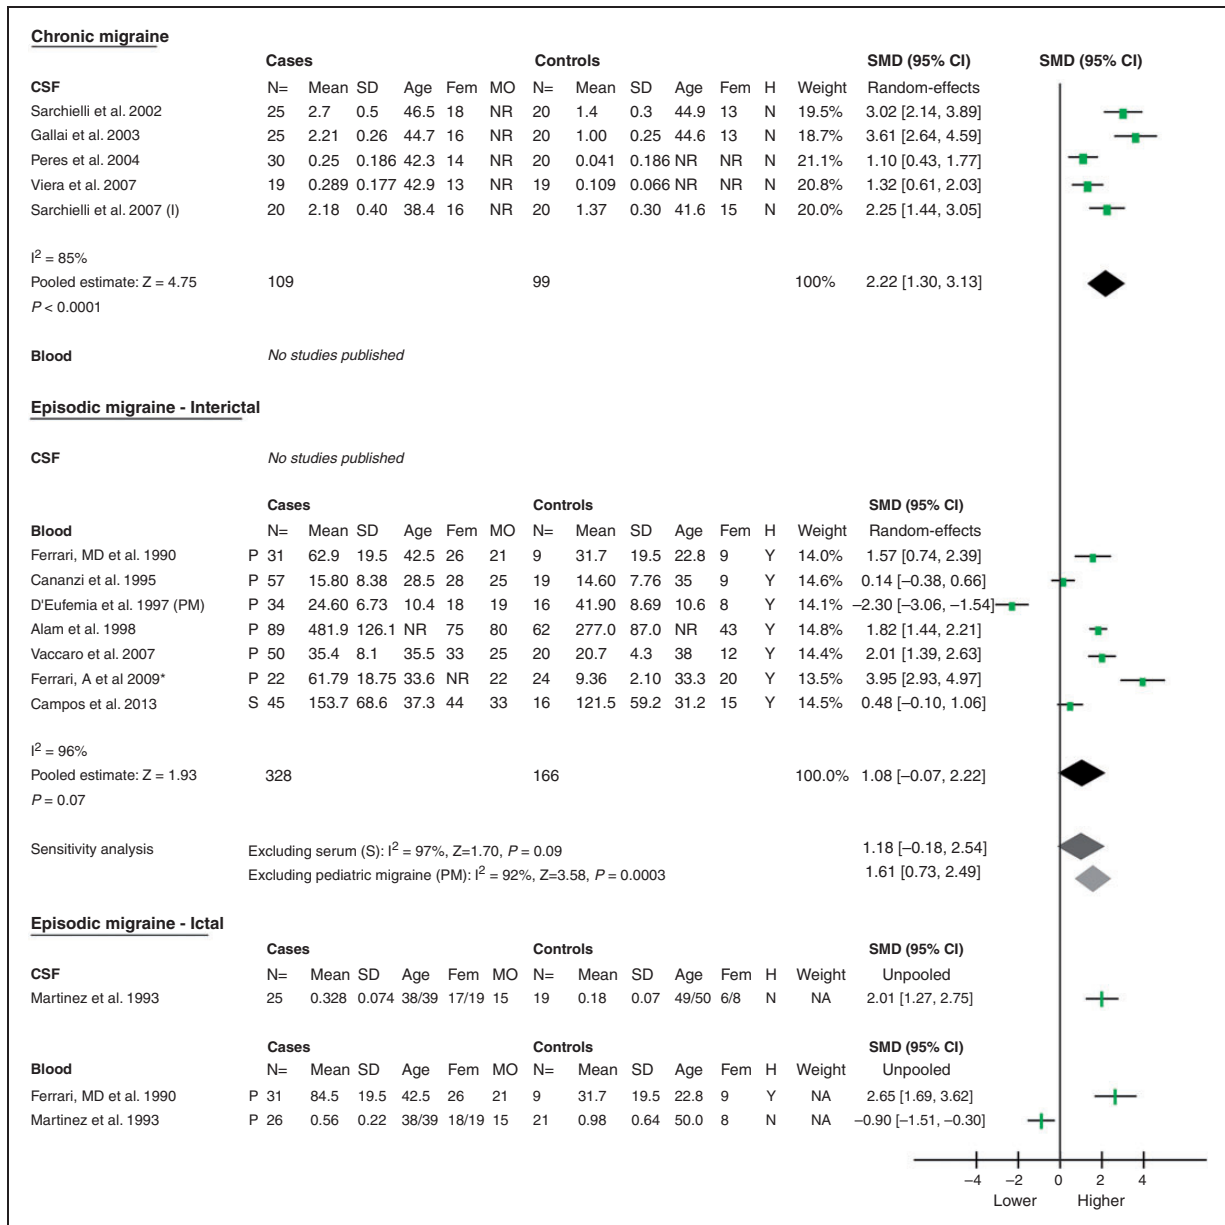 Chronic migraine
Cases Controls SMD (95% CI) SMD (95% CI)
CSF N= Mean SD Age Fem MO N= Mean SD Age Fem H Weight Random-effects
Sarchielli et al. 2002 25 2.7 0.5 46.5 18 NR 20 1.4 0.3 44.9 13 N 19.5% 3.02 [2.14, 3.89]
Gallai et al. 2003 25 2.21 0.26 44.7 16 NR 20 1.00 0.25 44.6 13 N 18.7% 3.61 [2.64, 4.59]
Peres et al. 2004 30 0.25 0.186 42.3 14 NR 20 0.041 0.186 NR NR N 21.1% 1.10 [0.43, 1.77]
Viera et al. 2007 19 0.289 0.177 42.9 13 NR 19 0.109 0.066 NR NR N 20.8% 1.32 [0.61, 2.03]
Sarchielli et al. 2007 (I) 20 2.18 0.40 38.4 16 NR 20 1.37 0.30 41.6 15 N 20.0% 2.25 [1.44, 3.05]
I² = 85%
Pooled estimate: Z = 4.75 109 99 100% 2.22 [1.30, 3.13]
P < 0.0001
Blood No studies published
Episodic migraine - Interictal
CSF No studies published
Cases Controls SMD (95% CI)
Blood N= Mean SD Age Fem MO N= Mean SD Age Fem H Weight Random-effects
Ferrari, MD et al. 1990 P 31 62.9 19.5 42.5 26 21 9 31.7 19.5 22.8 9 Y 14.0% 1.57 [0.74, 2.39]
Cananzi et al. 1995 P 57 15.80 8.38 28.5 28 25 19 14.60 7.76 35 9 Y 14.6% 0.14 [−0.38, 0.66]
D'Eufemia et al. 1997 (PM) P 34 24.60 6.73 10.4 18 19 16 41.90 8.69 10.6 8 Y 14.1% −2.30 [−3.06, −1.54]
Alam et al. 1998 P 89 481.9 126.1 NR 75 80 62 277.0 87.0 NR 43 Y 14.8% 1.82 [1.44, 2.21]
Vaccaro et al. 2007 P 50 35.4 8.1 35.5 33 25 20 20.7 4.3 38 12 Y 14.4% 2.01 [1.39, 2.63]
Ferrari, A et al 2009* P 22 61.79 18.75 33.6 NR 22 24 9.36 2.10 33.3 20 Y 13.5% 3.95 [2.93, 4.97]
Campos et al. 2013 S 45 153.7 68.6 37.3 44 33 16 121.5 59.2 31.2 15 Y 14.5% 0.48 [−0.10, 1.06]
I² = 96%
Pooled estimate: Z = 1.93 328 166 100.0% 1.08 [−0.07, 2.22]
P = 0.07
Sensitivity analysis Excluding serum (S): I² = 97%, Z=1.70, P = 0.09 1.18 [−0.18, 2.54]
Excluding pediatric migraine (PM): I² = 92%, Z=3.58, P = 0.0003 1.61 [0.73, 2.49]
Episodic migraine - Ictal
Cases Controls SMD (95% CI)
CSF N= Mean SD Age Fem MO N= Mean SD Age Fem H Weight Unpooled
Martinez et al. 1993 25 0.328 0.074 38/39 17/19 15 19 0.18 0.07 49/50 6/8 N NA 2.01 [1.27, 2.75]
Cases Controls SMD (95% CI)
Blood N= Mean SD Age Fem MO N= Mean SD Age Fem H Weight Unpooled
Ferrari, MD et al. 1990 P 31 84.5 19.5 42.5 26 21 9 31.7 19.5 22.8 9 Y NA 2.65 [1.69, 3.62]
Martinez et al. 1993 P 26 0.56 0.22 38/39 18/19 15 21 0.98 0.64 50.0 8 N NA −0.90 [−1.51, −0.30]
−4 −2 0 2 4
Lower Higher